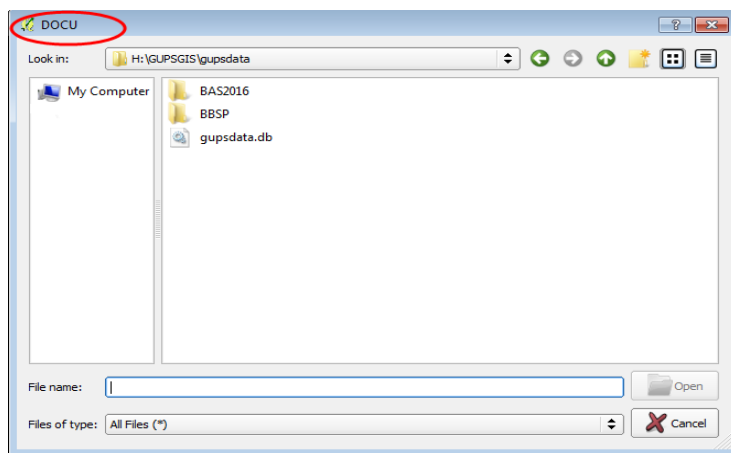 DOCU
Look in: H:\GUPSGIS\gupsdata
My Computer
BAS2016
BBSP
gupsdata.db
File name: Open
Files of type: All Files (*) Cancel